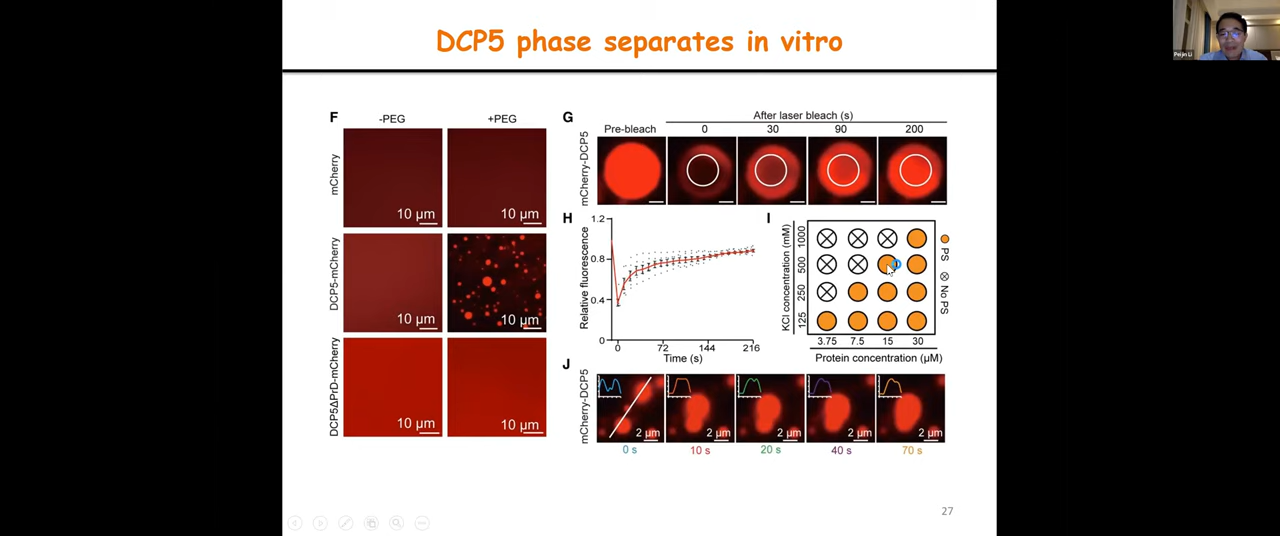 DCP5 phase separates in vitro
Peijin Li
F
-PEG
+PEG
mCherry
10 µm
10 µm
DCP5-mCherry
10 µm
10 µm
DCP5ΔPrD-mCherry
10 µm
10 µm
G
After laser bleach (s)
Pre-bleach
0
30
90
200
mCherry-DCP5
H
Relative fluorescence
1.2
0.8
0.4
0
0
72
144
216
Time (s)
I
KCl concentration (mM)
1000
500
250
125
3.75
7.5
15
30
Protein concentration (µM)
PS
No PS
J
mCherry-DCP5
2 µm
2 µm
2 µm
2 µm
2 µm
0 s
10 s
20 s
40 s
70 s
27